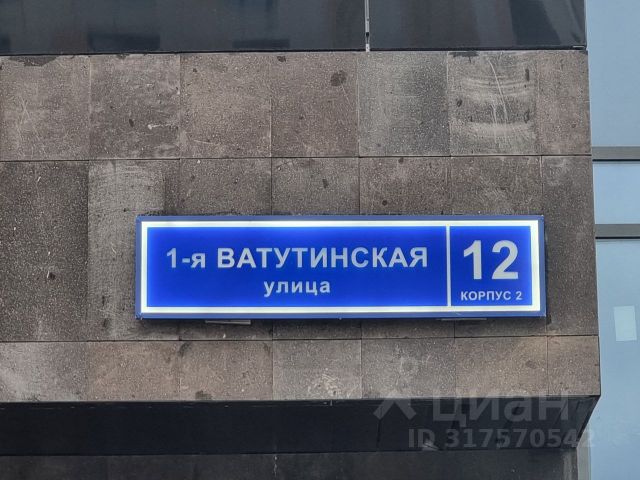 1-я ВАТУТИНСКАЯ
улица
12
КОРПУС 2
циан
ID 317570542